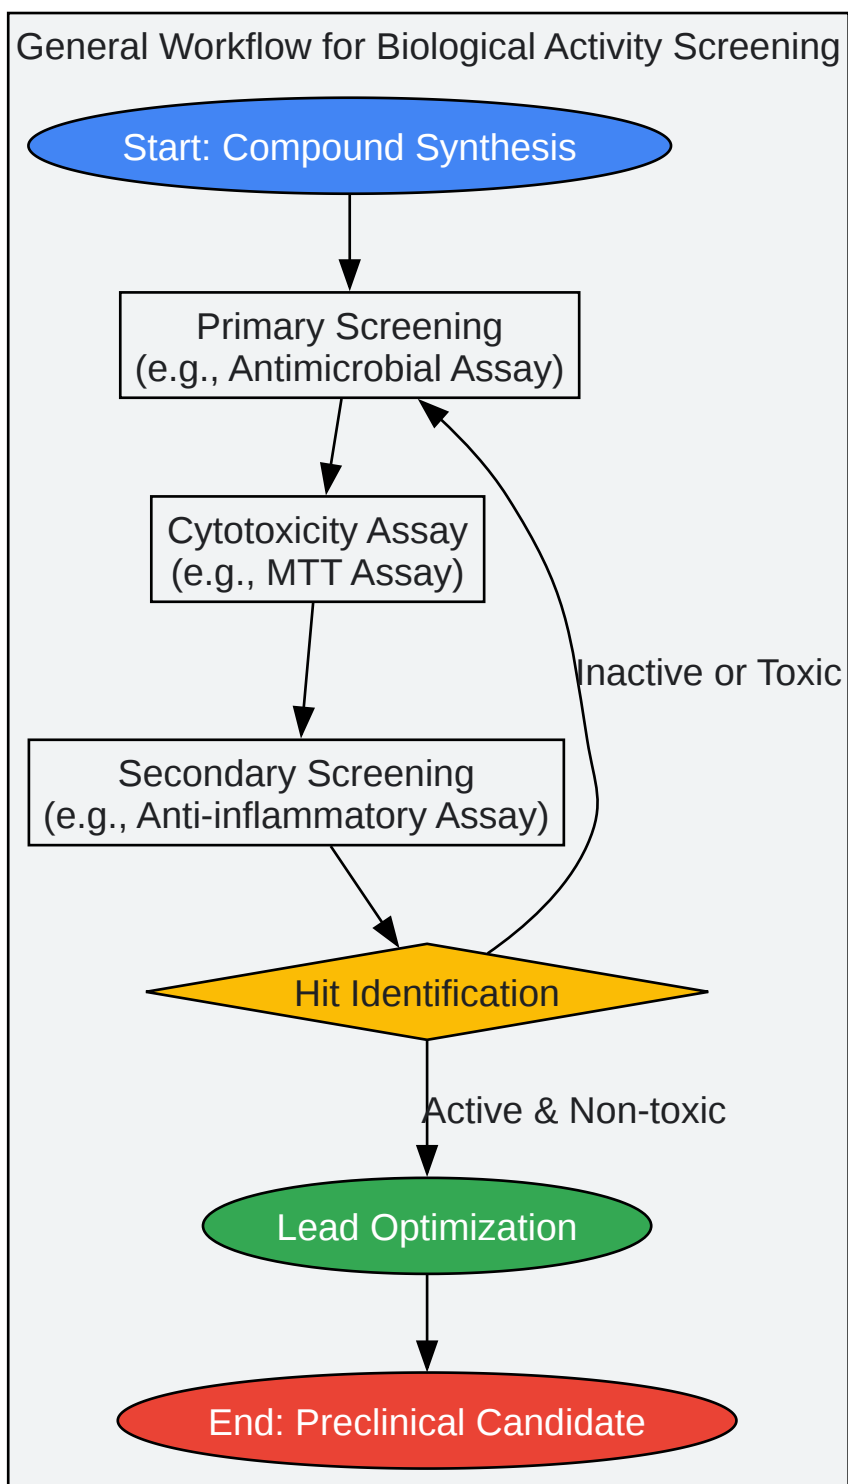 General Workflow for Biological Activity Screening
Start: Compound Synthesis
Primary Screening
(e.g., Antimicrobial Assay)
Cytotoxicity Assay
(e.g., MTT Assay)
Inactive or Toxic
Secondary Screening
(e.g., Anti-inflammatory Assay)
Hit Identification
Active & Non-toxic
Lead Optimization
End: Preclinical Candidate